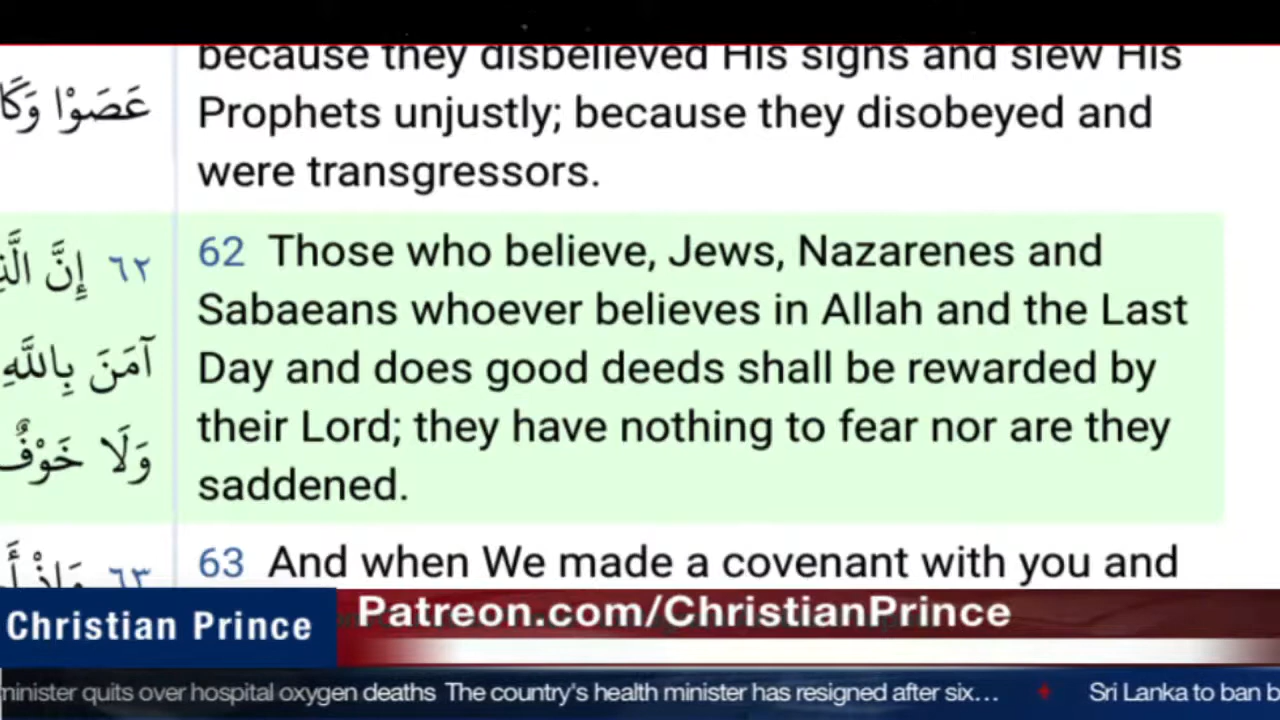 because they disbelieved His signs and slew His
Prophets unjustly; because they disobeyed and
were transgressors.
62 Those who believe, Jews, Nazarenes and
Sabaeans whoever believes in Allah and the Last
Day and does good deeds shall be rewarded by
their Lord; they have nothing to fear nor are they
saddened.
63 And when We made a covenant with you and
عَصَوْا وَكَا
٦٢ إِنَّ الَّذِ
آمَنَ بِاللَّهِ
وَلَا خَوْفٌ
٦٣ وَإِذْ أَ
Christian Prince
Patreon.com/ChristianPrince
minister quits over hospital oxygen deaths The country's health minister has resigned after six... Sri Lanka to ban b